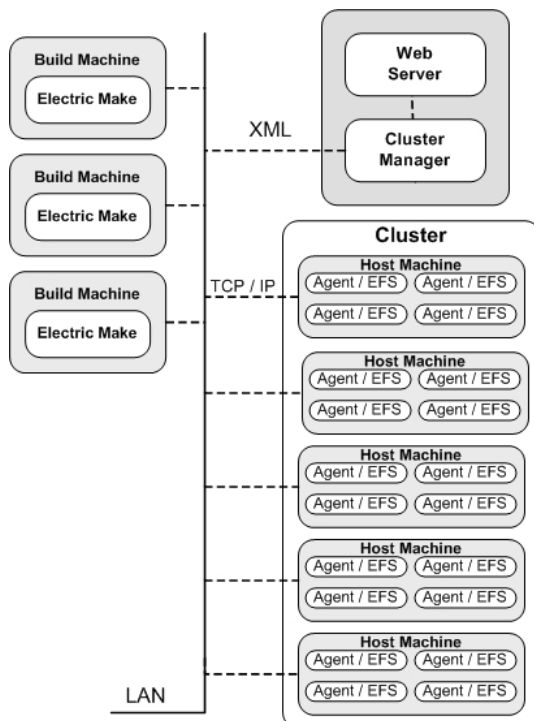 Build Machine
Electric Make
Build Machine
Electric Make
Build Machine
Electric Make
Web
Server
XML
Cluster
Manager
Cluster
TCP / IP
Host Machine
Agent / EFS Agent / EFS
Agent / EFS Agent / EFS
Host Machine
Agent / EFS Agent / EFS
Agent / EFS Agent / EFS
Host Machine
Agent / EFS Agent / EFS
Agent / EFS Agent / EFS
Host Machine
Agent / EFS Agent / EFS
Agent / EFS Agent / EFS
Host Machine
Agent / EFS Agent / EFS
Agent / EFS Agent / EFS
LAN